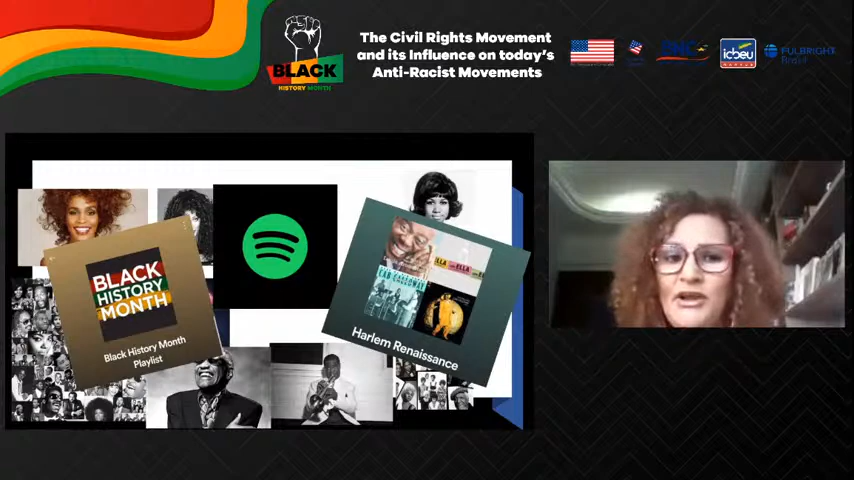 BLACK
HISTORY MONTH
The Civil Rights Movement
and its Influence on today's
Anti-Racist Movements
icbeu
FULBRIGHT
Brasil
BLACK
HISTORY
MONTH
Black History Month
Playlist
ELLA
ELLA
Harlem Renaissance